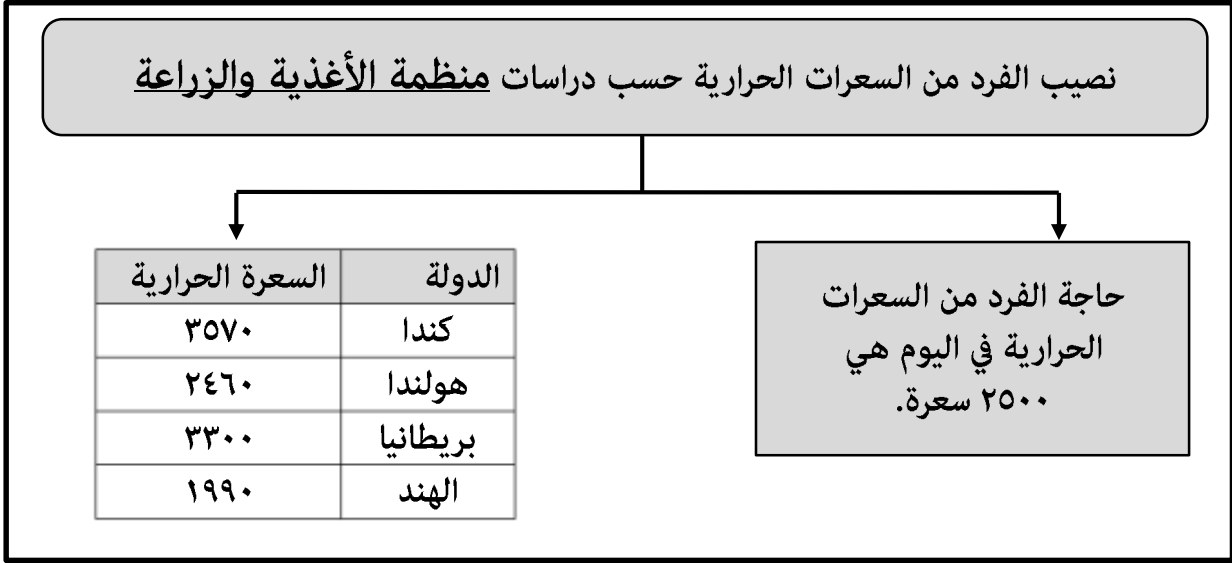 نصيب الفرد من السعرات الحرارية حسب دراسات منظمة الأغذية والزراعة
حاجة الفرد من السعرات
الحرارية في اليوم هي
٢٥٠٠ سعرة.
الدولة السعرة الحرارية
كندا ٣٥٧٠
هولندا ٢٤٦٠
بريطانيا ٣٣٠٠
الهند ١٩٩٠